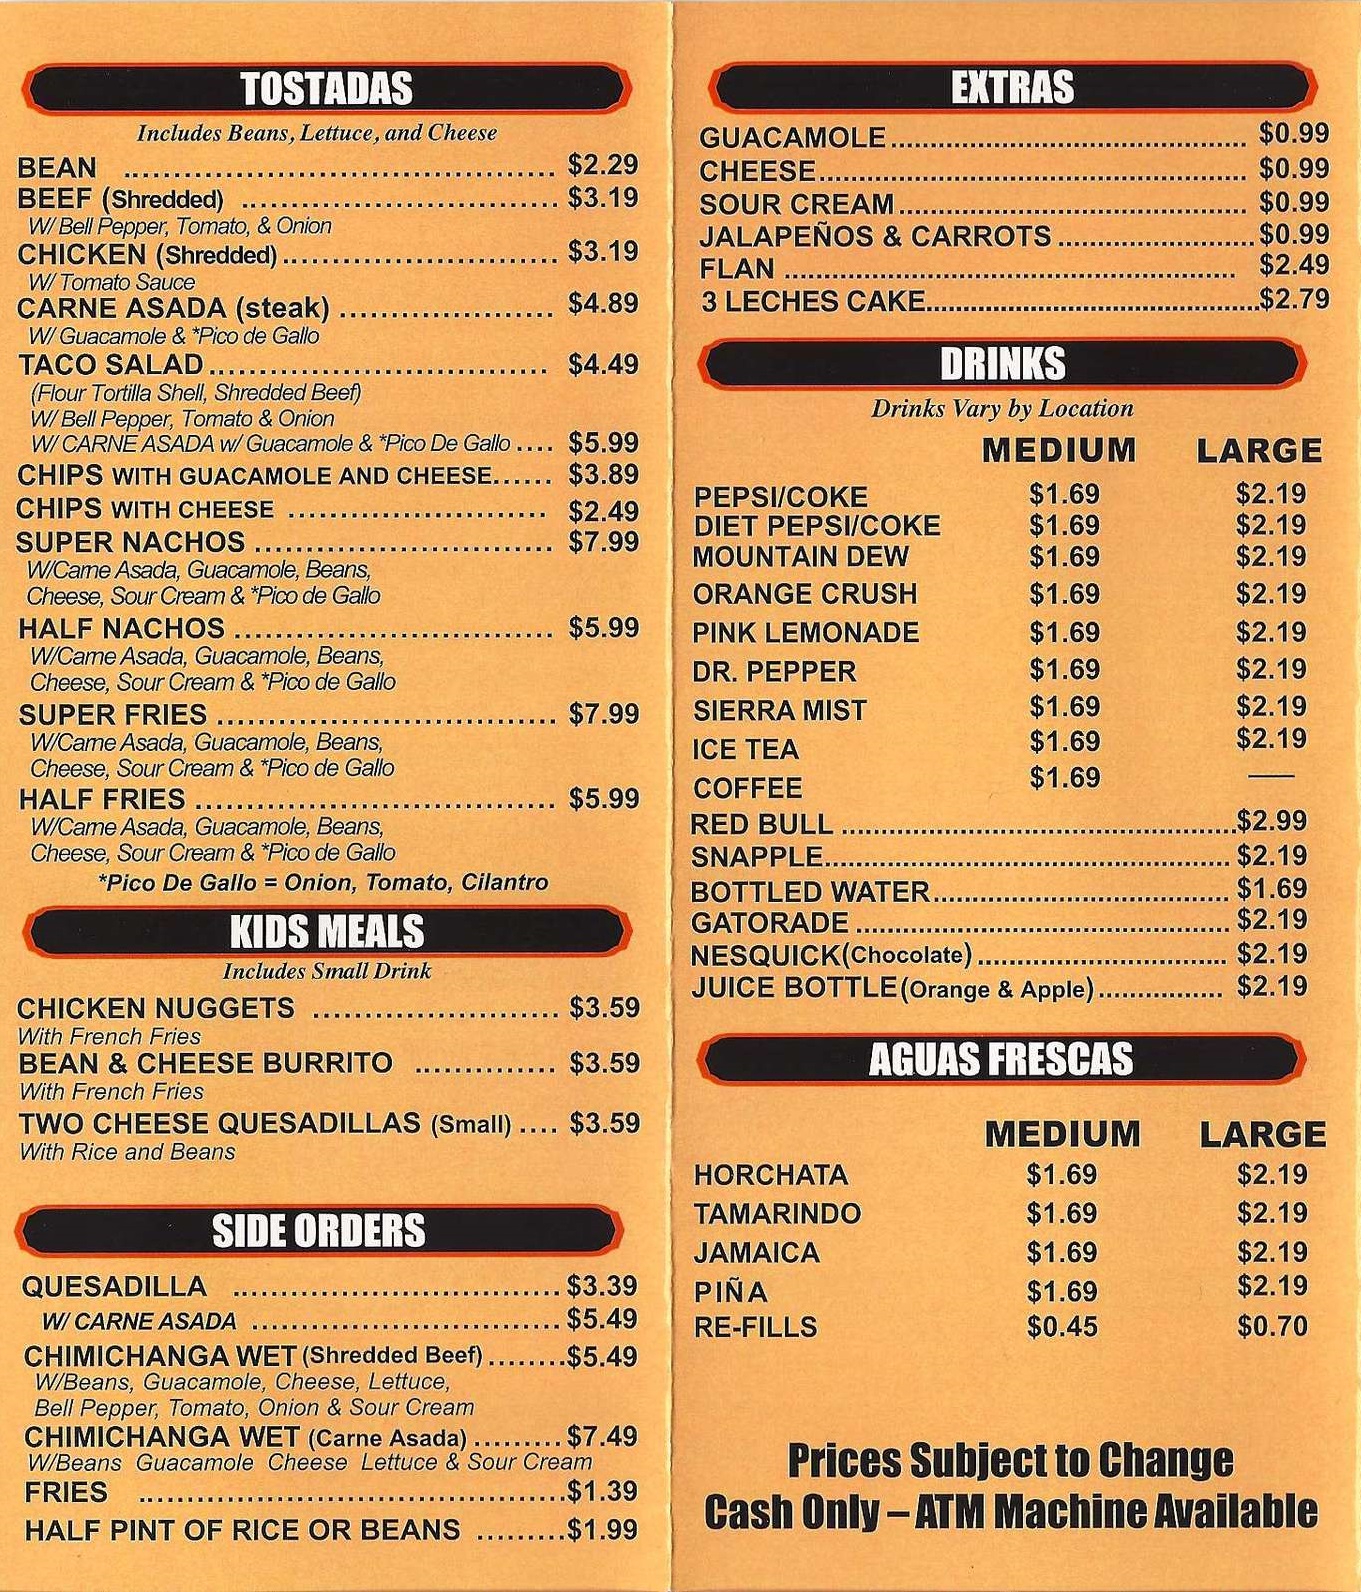 TOSTADAS
Includes Beans, Lettuce, and Cheese
BEAN ........................................ $2.29
BEEF (Shredded) ................................. $3.19
W/ Bell Pepper, Tomato, & Onion
CHICKEN (Shredded)............................ $3.19
W/ Tomato Sauce
CARNE ASADA (steak) ...................... $4.89
W/ Guacamole & *Pico de Gallo
TACO SALAD................................... $4.49
(Flour Tortilla Shell, Shredded Beef)
W/ Bell Pepper, Tomato & Onion
W/ CARNE ASADA w/ Guacamole & *Pico De Gallo .... $5.99
CHIPS WITH GUACAMOLE AND CHEESE...... $3.89
CHIPS WITH CHEESE ........................... $2.49
SUPER NACHOS ............................... $7.99
W/Carne Asada, Guacamole, Beans,
Cheese, Sour Cream & *Pico de Gallo
HALF NACHOS ................................. $5.99
W/Carne Asada, Guacamole, Beans,
Cheese, Sour Cream & *Pico de Gallo
SUPER FRIES ................................... $7.99
W/Carne Asada, Guacamole, Beans,
Cheese, Sour Cream & *Pico de Gallo
HALF FRIES ..................................... $5.99
W/Carne Asada, Guacamole, Beans,
Cheese, Sour Cream & *Pico de Gallo
*Pico De Gallo = Onion, Tomato, Cilantro
KIDS MEALS
Includes Small Drink
CHICKEN NUGGETS ......................... $3.59
With French Fries
BEAN & CHEESE BURRITO .............. $3.59
With French Fries
TWO CHEESE QUESADILLAS (Small) .... $3.59
With Rice and Beans
SIDE ORDERS
QUESADILLA ..................................$3.39
W/ CARNE ASADA ................................$5.49
CHIMICHANGA WET (Shredded Beef) ........$5.49
W/Beans, Guacamole, Cheese, Lettuce,
Bell Pepper, Tomato, Onion & Sour Cream
CHIMICHANGA WET (Carne Asada) .........$7.49
W/Beans Guacamole Cheese Lettuce & Sour Cream
FRIES ............................................$1.39
HALF PINT OF RICE OR BEANS .........$1.99
EXTRAS
GUACAMOLE.............................................. $0.99
CHEESE....................................................... $0.99
SOUR CREAM............................................. $0.99
JALAPEÑOS & CARROTS ..........................$0.99
FLAN .......................................................... $2.49
3 LECHES CAKE...........................................$2.79
DRINKS
Drinks Vary by Location
MEDIUM LARGE
PEPSI/COKE $1.69 $2.19
DIET PEPSI/COKE $1.69 $2.19
MOUNTAIN DEW $1.69 $2.19
ORANGE CRUSH $1.69 $2.19
PINK LEMONADE $1.69 $2.19
DR. PEPPER $1.69 $2.19
SIERRA MIST $1.69 $2.19
ICE TEA $1.69 $2.19
COFFEE $1.69 —
RED BULL ...................................................$2.99
SNAPPLE.................................................... $2.19
BOTTLED WATER...................................... $1.69
GATORADE ................................................ $2.19
NESQUICK(Chocolate) ................................ $2.19
JUICE BOTTLE(Orange & Apple)................ $2.19
AGUAS FRESCAS
MEDIUM LARGE
HORCHATA $1.69 $2.19
TAMARINDO $1.69 $2.19
JAMAICA $1.69 $2.19
PIÑA $1.69 $2.19
RE-FILLS $0.45 $0.70
Prices Subject to Change
Cash Only – ATM Machine Available